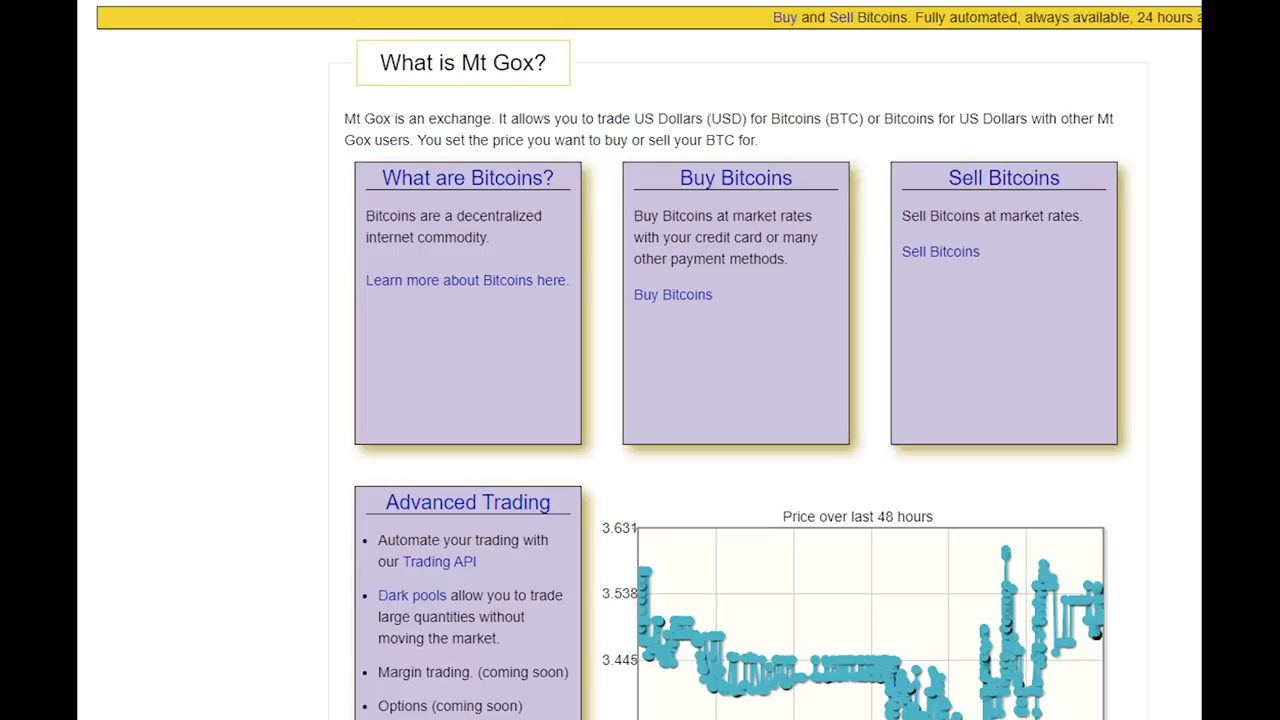 Buy and Sell Bitcoins. Fully automated, always available, 24 hours a
What is Mt Gox?
Mt Gox is an exchange. It allows you to trade US Dollars (USD) for Bitcoins (BTC) or Bitcoins for US Dollars with other Mt
Gox users. You set the price you want to buy or sell your BTC for.
What are Bitcoins?
Bitcoins are a decentralized
internet commodity.
Learn more about Bitcoins here.
Buy Bitcoins
Buy Bitcoins at market rates
with your credit card or many
other payment methods.
Buy Bitcoins
Sell Bitcoins
Sell Bitcoins at market rates.
Sell Bitcoins
Advanced Trading
• Automate your trading with
our Trading API
• Dark pools allow you to trade
large quantities without
moving the market.
• Margin trading. (coming soon)
• Options (coming soon)
Price over last 48 hours
3.631
3.538
3.445